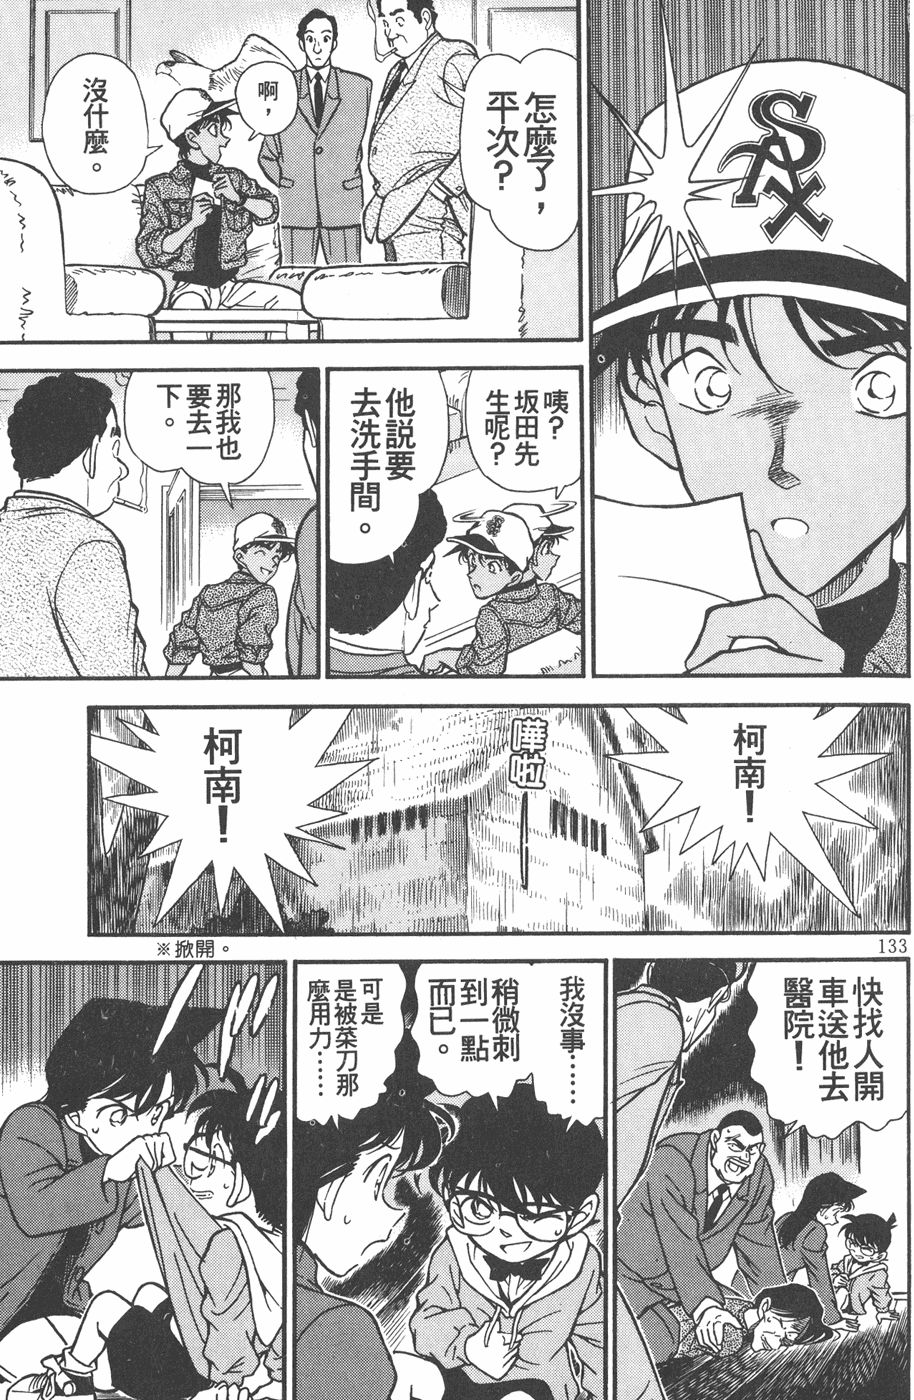 SOX
怎麼了，
平次？
啊，
沒什麼。
咦？
坂田先
生呢？
他說要
去洗手間。
那我也
要去一
下。
柯南！
嘩啦
柯南！
133
※掀開。
快找人開
車送他去
醫院！
我沒事……
稍微刺
到一點
而已。
可是
是被菜刀那
麼用力……